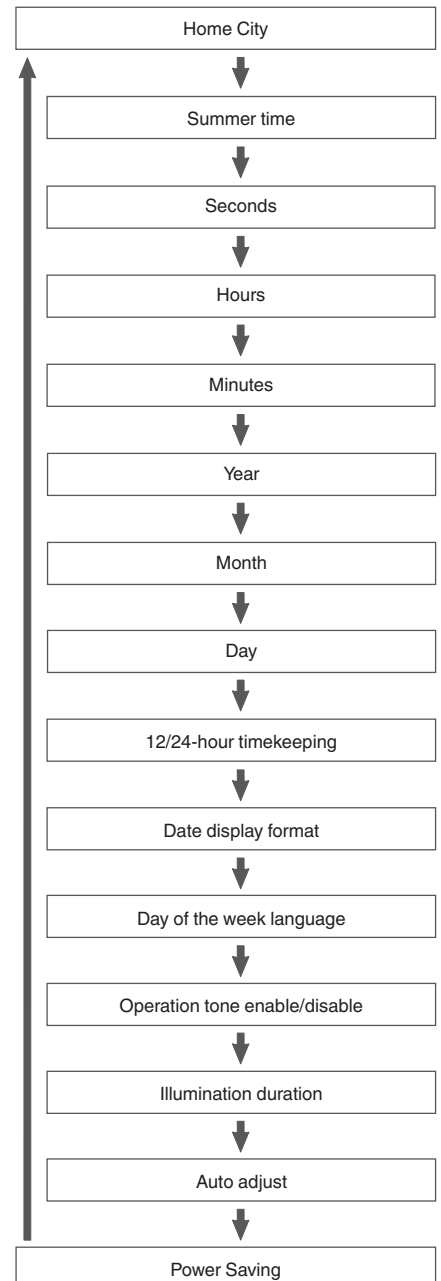 Home City
Summer time
Seconds
Hours
Minutes
Year
Month
Day
12/24-hour timekeeping
Date display format
Day of the week language
Operation tone enable/disable
Illumination duration
Auto adjust
Power Saving